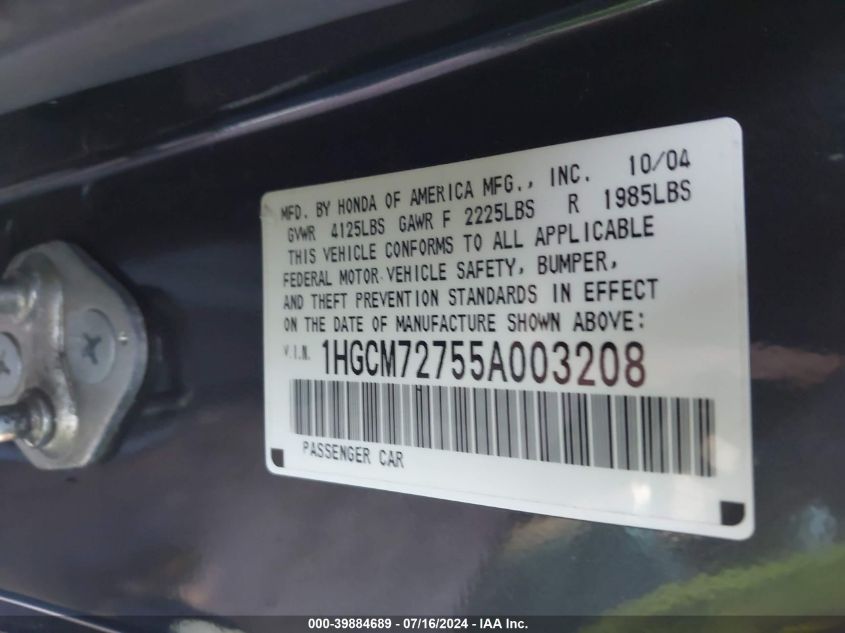 MFD. BY HONDA OF AMERICA MFG., INC. 10/04
GVWR 4125LBS GAWR F 2225LBS R 1985LBS
THIS VEHICLE CONFORMS TO ALL APPLICABLE
FEDERAL MOTOR VEHICLE SAFETY, BUMPER,
AND THEFT PREVENTION STANDARDS IN EFFECT
ON THE DATE OF MANUFACTURE SHOWN ABOVE:
V.I.N. 1HGCM72755A003208
PASSENGER CAR
000-39884689 - 07/16/2024 - IAA Inc.